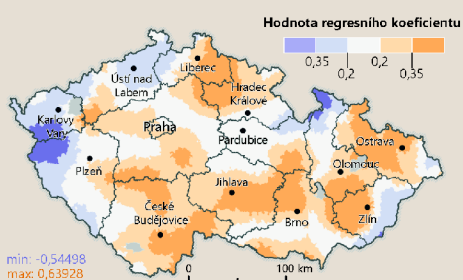 Hodnota regresního koeficientu
0,35 0,2 0,2 0,35
Liberec
Ústí nad
Labem
Hradec
Králové
Karlovy
Vary
Praha
Pardubice
Ostrava
Olomouc
Plzeň
Jihlava
České
Budějovice
Brno
Zlín
min: -0,54498
max: 0,63928
0 100 km